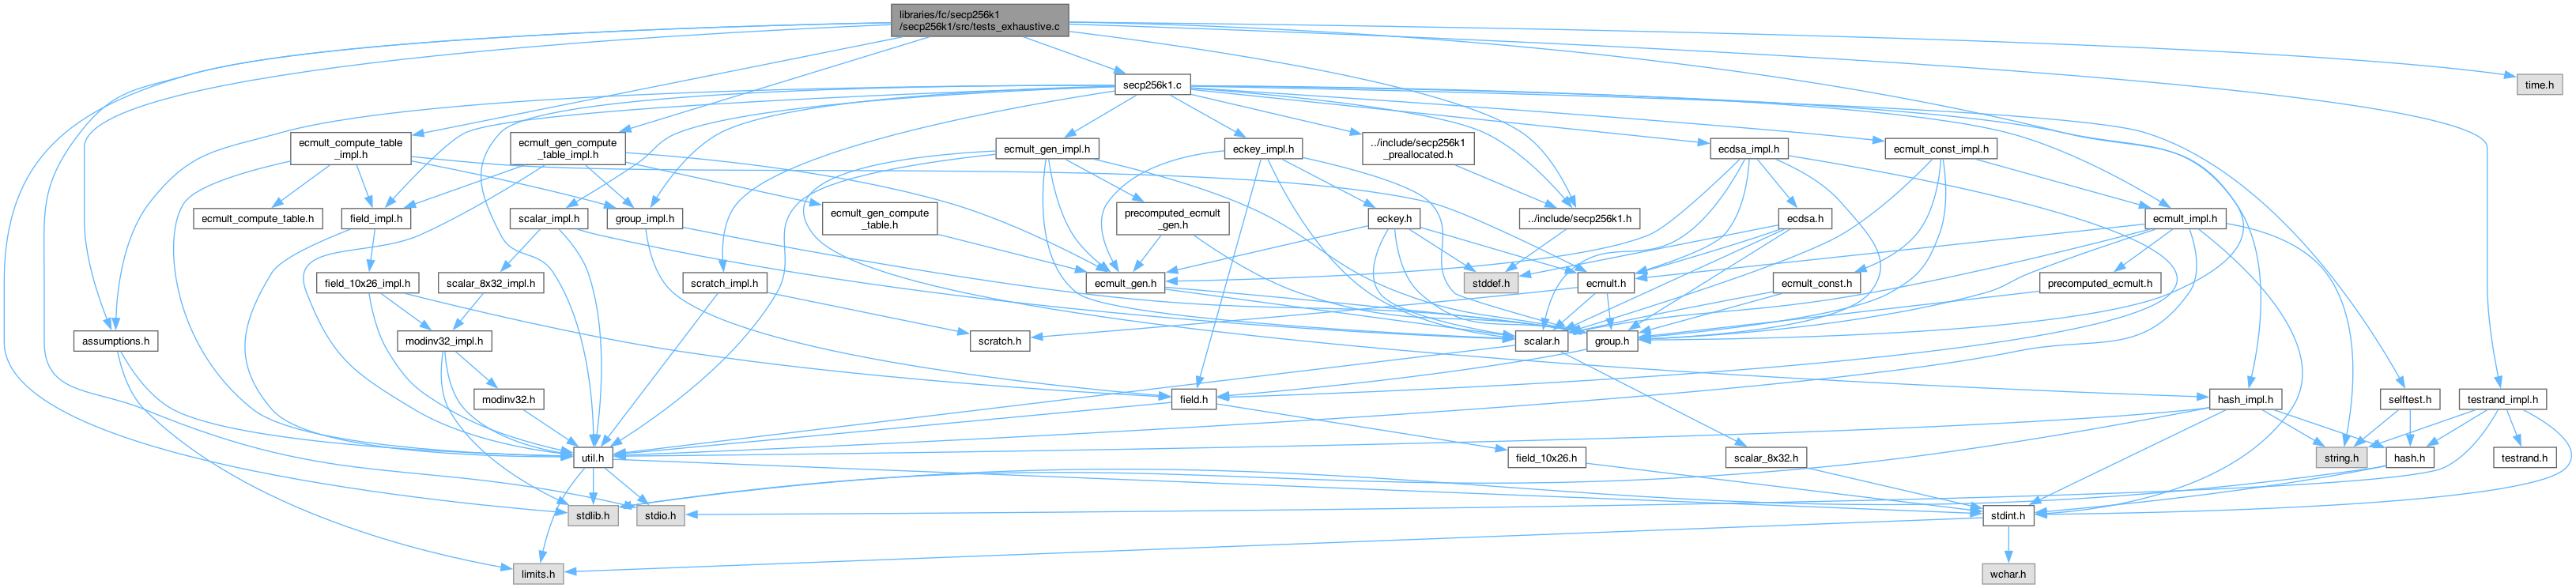 libraries/fc/secp256k1
/secp256k1/src/tests_exhaustive.c
secp256k1.c
time.h
ecmult_compute_table
_impl.h
ecmult_gen_compute
_table_impl.h
ecmult_gen_impl.h
eckey_impl.h
../include/secp256k1
_preallocated.h
ecdsa_impl.h
ecmult_const_impl.h
ecmult_compute_table.h
field_impl.h
scalar_impl.h
group_impl.h
ecmult_gen_compute
_table.h
precomputed_ecmult
_gen.h
eckey.h
../include/secp256k1.h
ecdsa.h
ecmult_impl.h
field_10x26_impl.h
scalar_8x32_impl.h
scratch_impl.h
ecmult_gen.h
stddef.h
ecmult.h
ecmult_const.h
precomputed_ecmult.h
assumptions.h
modinv32_impl.h
scratch.h
scalar.h
group.h
modinv32.h
field.h
hash_impl.h
selftest.h
testrand_impl.h
util.h
field_10x26.h
scalar_8x32.h
string.h
hash.h
testrand.h
stdlib.h
stdio.h
stdint.h
limits.h
wchar.h